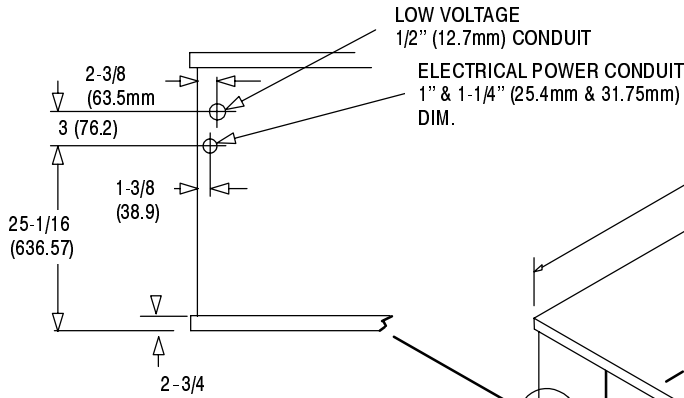 LOW VOLTAGE
1/2” (12.7mm) CONDUIT
ELECTRICAL POWER CONDUIT
1” & 1-1/4” (25.4mm & 31.75mm)
DIM.
2-3/8
(63.5mm
3 (76.2)
1-3/8
(38.9)
25-1/16
(636.57)
2-3/4